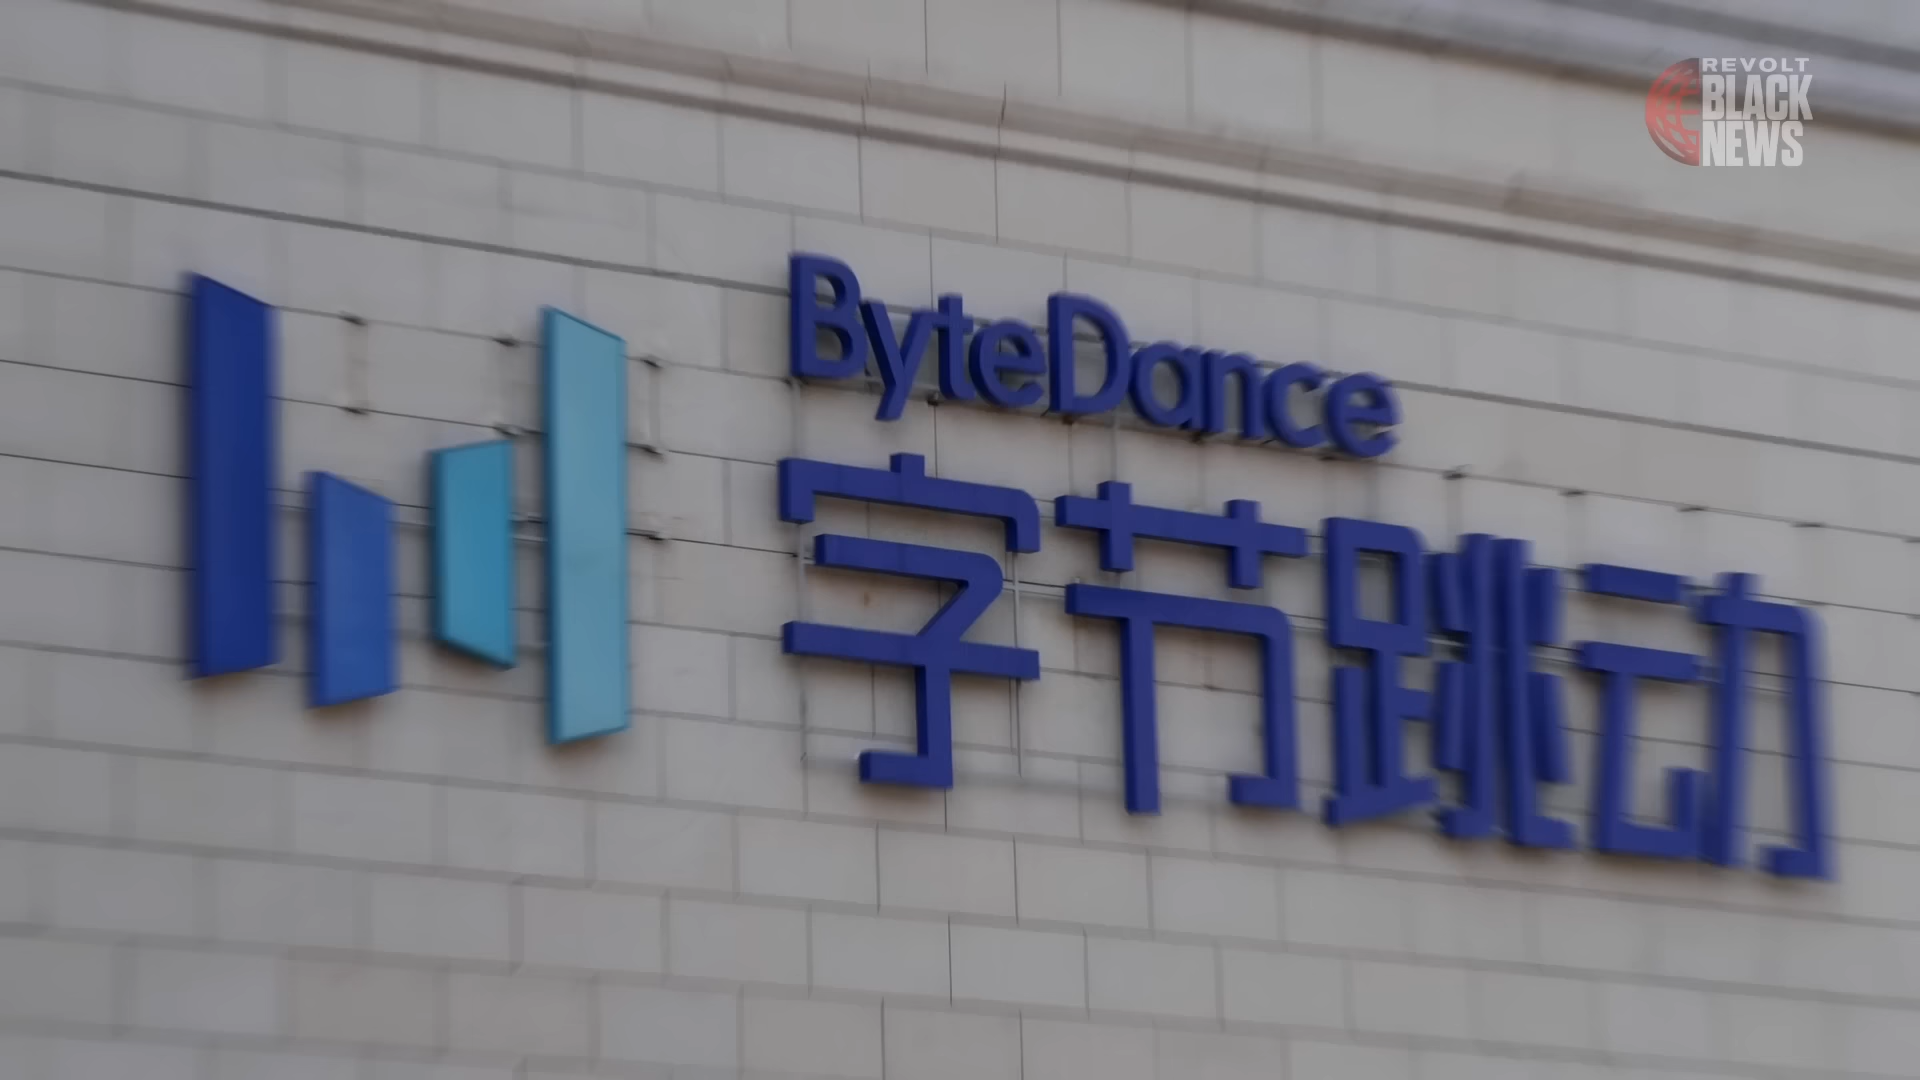 REVOLT
BLACK
NEWS
ByteDance
字节跳动